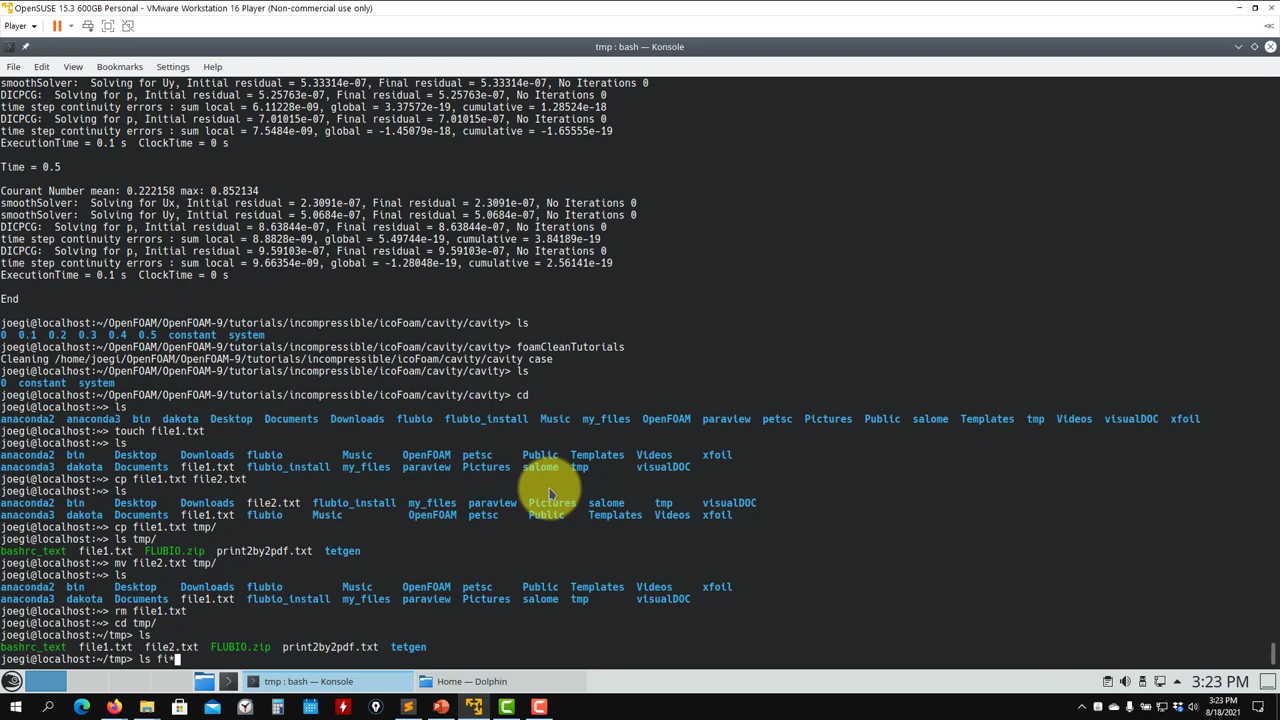 OpenSUSE 15.3 600GB Personal - VMware Workstation 16 Player (Non-commercial use only)
Player
tmp : bash — Konsole
File Edit View Bookmarks Settings Help
smoothSolver:  Solving for Uy, Initial residual = 5.33314e-07, Final residual = 5.33314e-07, No Iterations 0
DICPCG:  Solving for p, Initial residual = 5.25763e-07, Final residual = 5.25763e-07, No Iterations 0
time step continuity errors : sum local = 6.11228e-09, global = 3.37572e-19, cumulative = 1.28524e-18
DICPCG:  Solving for p, Initial residual = 7.01015e-07, Final residual = 7.01015e-07, No Iterations 0
time step continuity errors : sum local = 7.5484e-09, global = -1.45079e-18, cumulative = -1.65555e-19
ExecutionTime = 0.1 s  ClockTime = 0 s
Time = 0.5
Courant Number mean: 0.222158 max: 0.852134
smoothSolver:  Solving for Ux, Initial residual = 2.3091e-07, Final residual = 2.3091e-07, No Iterations 0
smoothSolver:  Solving for Uy, Initial residual = 5.0684e-07, Final residual = 5.0684e-07, No Iterations 0
DICPCG:  Solving for p, Initial residual = 8.63844e-07, Final residual = 8.63844e-07, No Iterations 0
time step continuity errors : sum local = 8.8828e-09, global = 5.49744e-19, cumulative = 3.84189e-19
DICPCG:  Solving for p, Initial residual = 9.59103e-07, Final residual = 9.59103e-07, No Iterations 0
time step continuity errors : sum local = 9.66354e-09, global = -1.28048e-19, cumulative = 2.56141e-19
ExecutionTime = 0.1 s  ClockTime = 0 s
End
joegi@localhost:~/OpenFOAM/OpenFOAM-9/tutorials/incompressible/icoFoam/cavity/cavity> ls
0  0.1  0.2  0.3  0.4  0.5  constant  system
joegi@localhost:~/OpenFOAM/OpenFOAM-9/tutorials/incompressible/icoFoam/cavity/cavity> foamCleanTutorials
Cleaning /home/joegi/OpenFOAM/OpenFOAM-9/tutorials/incompressible/icoFoam/cavity/cavity case
joegi@localhost:~/OpenFOAM/OpenFOAM-9/tutorials/incompressible/icoFoam/cavity/cavity> ls
0  constant  system
joegi@localhost:~/OpenFOAM/OpenFOAM-9/tutorials/incompressible/icoFoam/cavity/cavity> cd
joegi@localhost:~> ls
anaconda2  anaconda3  bin  dakota  Desktop  Documents  Downloads  flubio  flubio_install  Music  my_files  OpenFOAM  paraview  petsc  Pictures  Public  salome  Templates  tmp  Videos  visualDOC  xfoil
joegi@localhost:~> touch file1.txt
joegi@localhost:~> ls
anaconda2  bin     Desktop    Downloads  flubio          Music     OpenFOAM  petsc     Public  Templates  Videos     xfoil
anaconda3  dakota  Documents  file1.txt  flubio_install  my_files  paraview  Pictures  salome  tmp        visualDOC
joegi@localhost:~> cp file1.txt file2.txt
joegi@localhost:~> ls
anaconda2  bin     Desktop    Downloads  file2.txt  flubio_install  my_files  paraview  Pictures  salome     tmp     visualDOC
anaconda3  dakota  Documents  file1.txt  flubio     Music           OpenFOAM  petsc     Public    Templates  Videos  xfoil
joegi@localhost:~> cp file1.txt tmp/
joegi@localhost:~> ls tmp/
bashrc_text  file1.txt  FLUBIO.zip  print2by2pdf.txt  tetgen
joegi@localhost:~> mv file2.txt tmp/
joegi@localhost:~> ls
anaconda2  bin     Desktop    Downloads  flubio          Music     OpenFOAM  petsc     Public  Templates  Videos     xfoil
anaconda3  dakota  Documents  file1.txt  flubio_install  my_files  paraview  Pictures  salome  tmp        visualDOC
joegi@localhost:~> rm file1.txt
joegi@localhost:~> cd tmp/
joegi@localhost:~/tmp> ls
bashrc_text  file1.txt  file2.txt  FLUBIO.zip  print2by2pdf.txt  tetgen
joegi@localhost:~/tmp> ls fi*
tmp : bash — Konsole
Home — Dolphin
3:23 PM
3:23 PM
8/18/2021